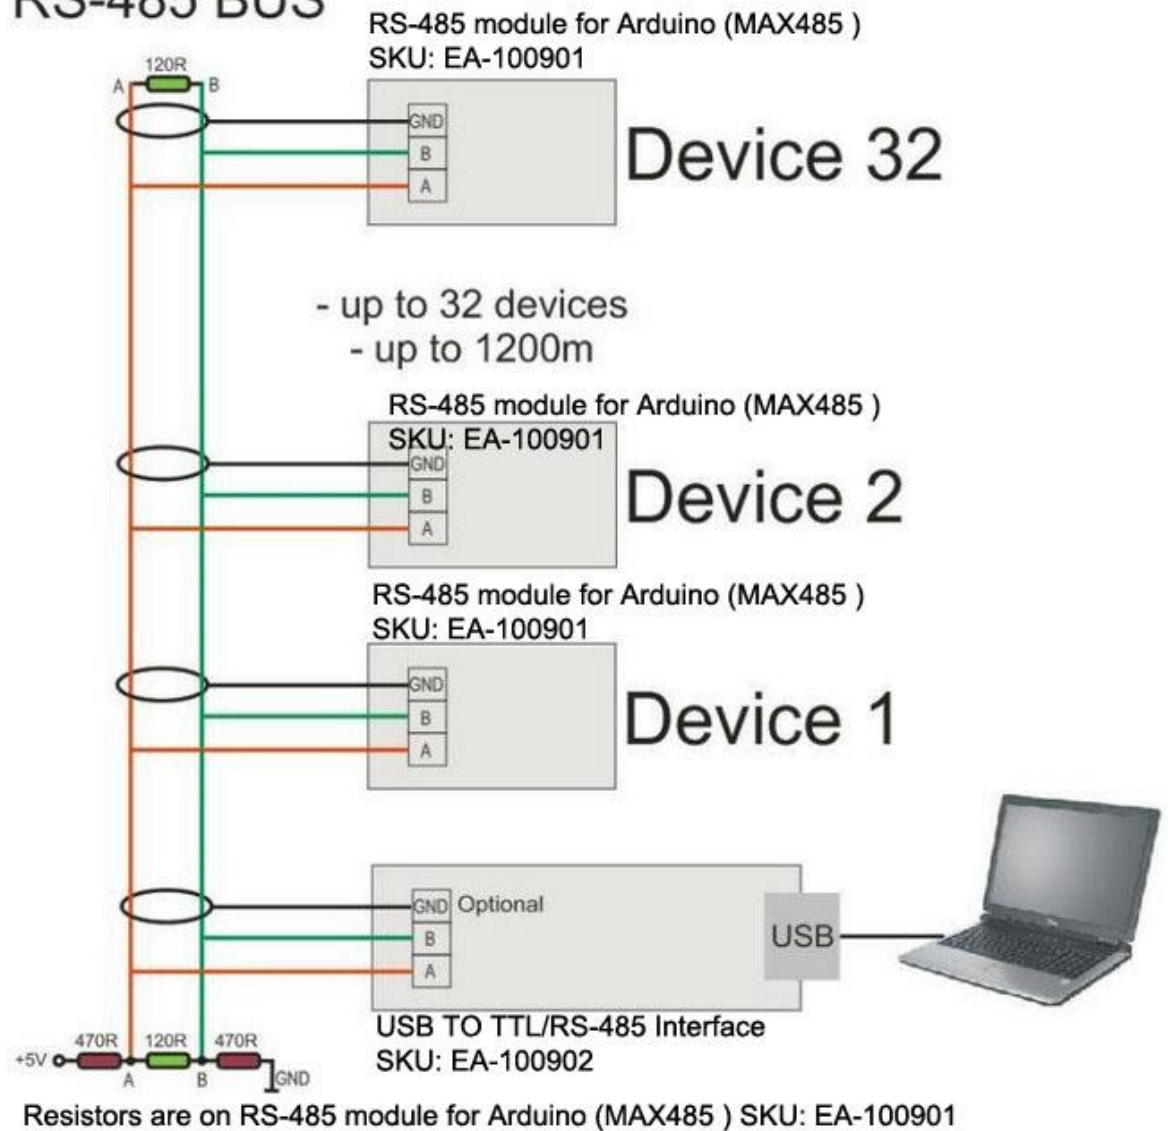 RS-485 BUS
RS-485 module for Arduino (MAX485 )
SKU: EA-100901
120R
A
B
GND
B
A
Device 32
- up to 32 devices
- up to 1200m
RS-485 module for Arduino (MAX485 )
SKU: EA-100901
GND
B
A
Device 2
RS-485 module for Arduino (MAX485 )
SKU: EA-100901
GND
B
A
Device 1
GND Optional
B
A
USB
USB TO TTL/RS-485 Interface
SKU: EA-100902
470R 120R 470R
+5V
A
B
GND
Resistors are on RS-485 module for Arduino (MAX485 ) SKU: EA-100901